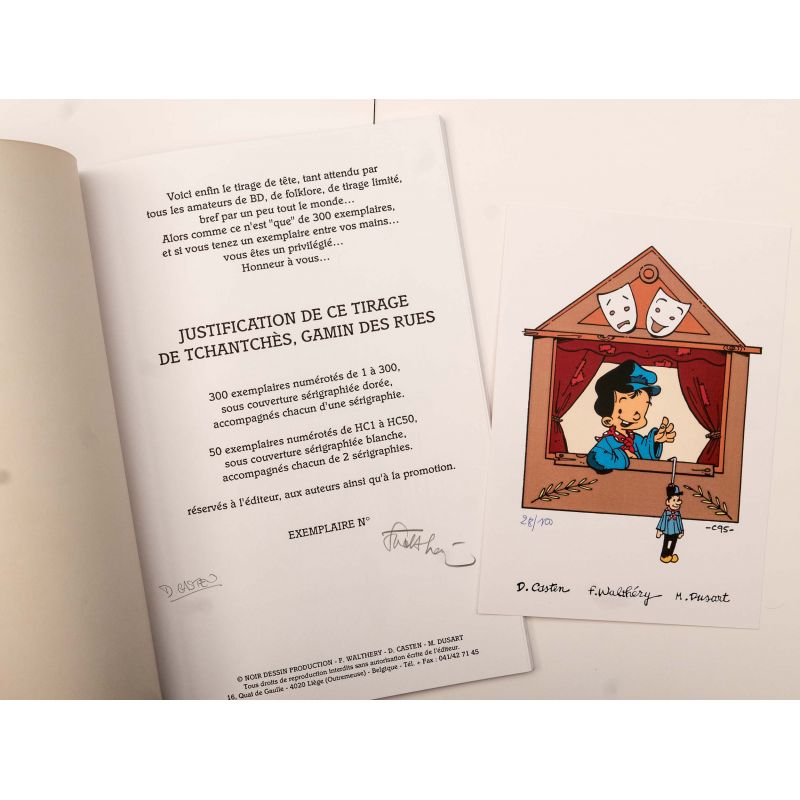 Voici enfin le tirage de tête, tant attendu par
tous les amateurs de BD, de folklore, de tirage limité,
bref par un peu tout le monde...
Alors comme ce n'est "que" de 300 exemplaires,
et si vous tenez un exemplaire entre vos mains...
vous êtes un privilégié...
Honneur à vous...
JUSTIFICATION DE CE TIRAGE
DE TCHANTCHÈS, GAMIN DES RUES
300 exemplaires numérotés de 1 à 300,
sous couverture sérigraphiée dorée,
accompagnés chacun d'une sérigraphie.
50 exemplaires numérotés de HC1 à HC50,
sous couverture sérigraphiée blanche,
accompagnés chacun de 2 sérigraphies.
réservés à l'éditeur, aux auteurs ainsi qu'à la promotion.
EXEMPLAIRE N°
Walthéry
D. CASTEN
© NOIR DESSIN PRODUCTION - F. WALTHERY - D. CASTEN - M. DUSART
Tous droits de reproduction interdits sans autorisation écrite de l'éditeur.
16, Quai de Gaulle - 4020 Liège (Outremeuse) - Belgique - Tél. + Fax : 041/42 71 45
28/100
-C95-
D. Casten F. Walthéry M. Dusart